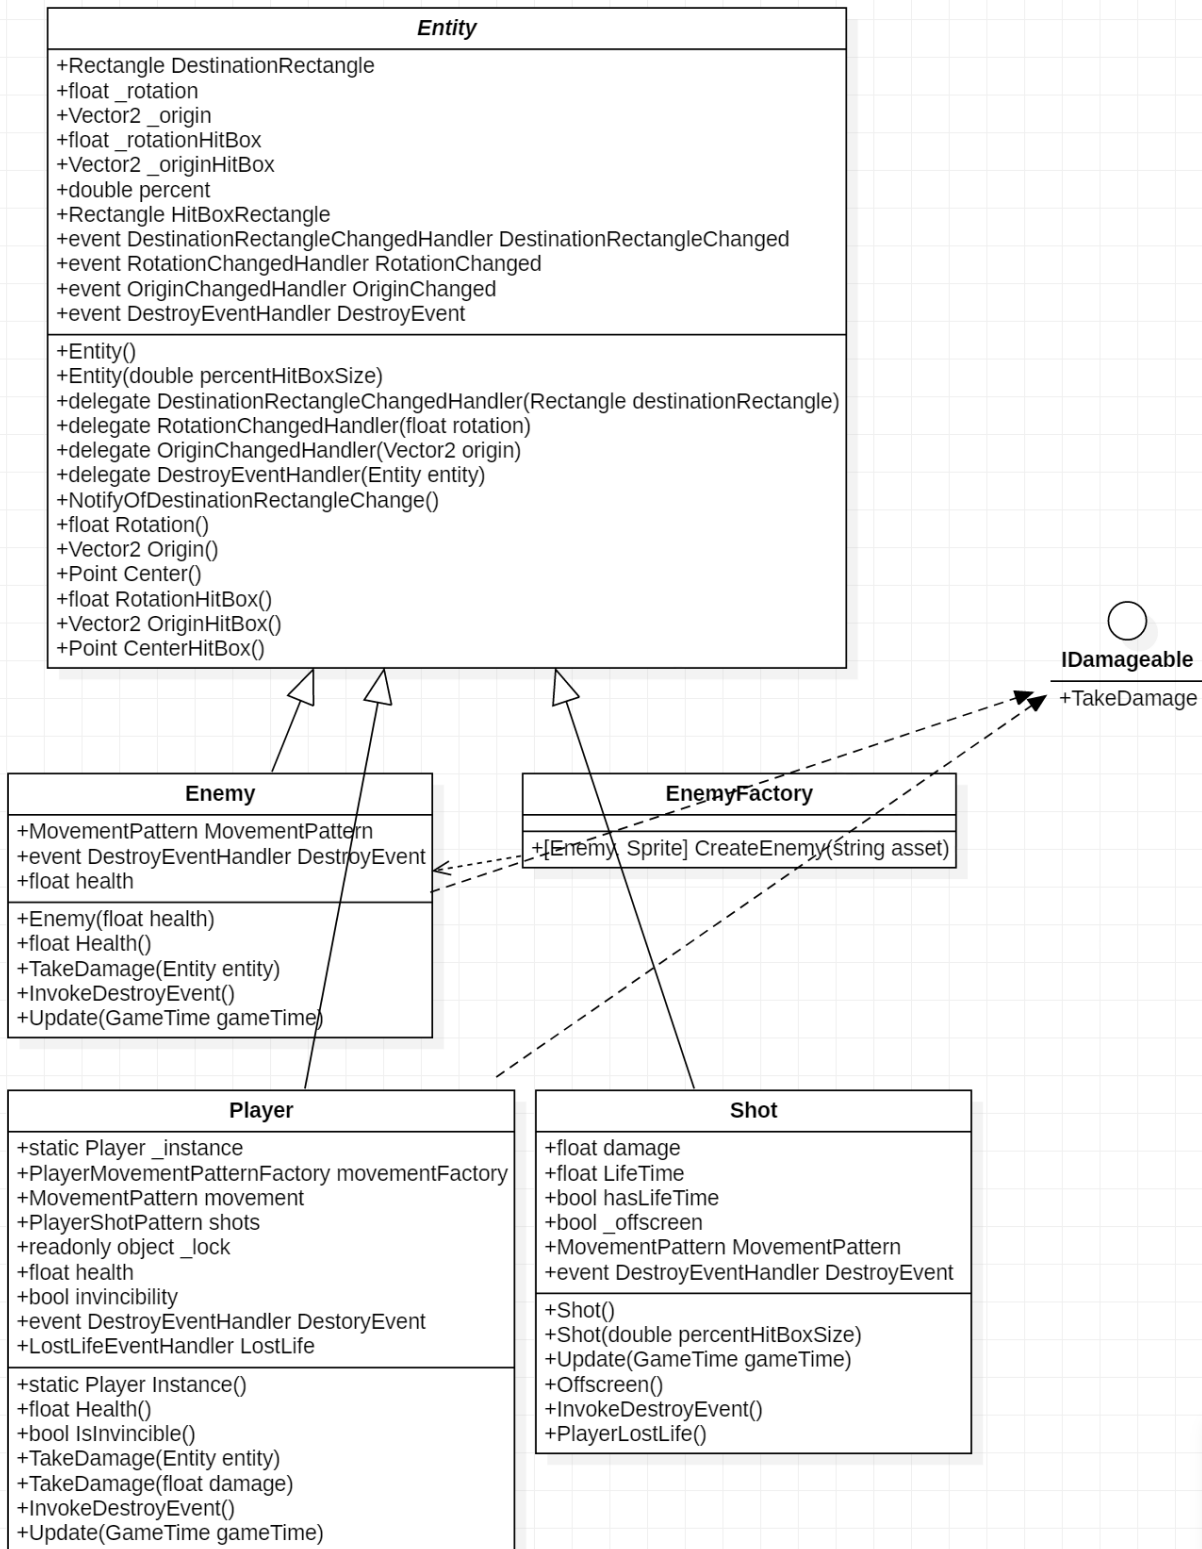 Entity
+Rectangle DestinationRectangle
+float _rotation
+Vector2 _origin
+float _rotationHitBox
+Vector2 _originHitBox
+double percent
+Rectangle HitBoxRectangle
+event DestinationRectangleChangedHandler DestinationRectangleChanged
+event RotationChangedHandler RotationChanged
+event OriginChangedHandler OriginChanged
+event DestroyEventHandler DestroyEvent
+Entity()
+Entity(double percentHitBoxSize)
+delegate DestinationRectangleChangedHandler(Rectangle destinationRectangle)
+delegate RotationChangedHandler(float rotation)
+delegate OriginChangedHandler(Vector2 origin)
+delegate DestroyEventHandler(Entity entity)
+NotifyOfDestinationRectangleChange()
+float Rotation()
+Vector2 Origin()
+Point Center()
+float RotationHitBox()
+Vector2 OriginHitBox()
+Point CenterHitBox()
IDamageable
+TakeDamage
Enemy
+MovementPattern MovementPattern
+event DestroyEventHandler DestroyEvent
+float health
+Enemy(float health)
+float Health()
+TakeDamage(Entity entity)
+InvokeDestroyEvent()
+Update(GameTime gameTime)
EnemyFactory
+[Enemy, Sprite] CreateEnemy(string asset)
Player
+static Player _instance
+PlayerMovementPatternFactory movementFactory
+MovementPattern movement
+PlayerShotPattern shots
+readonly object _lock
+float health
+bool invincibility
+event DestroyEventHandler DestoryEvent
+LostLifeEventHandler LostLife
+static Player Instance()
+float Health()
+bool IsInvincible()
+TakeDamage(Entity entity)
+TakeDamage(float damage)
+InvokeDestroyEvent()
+Update(GameTime gameTime)
Shot
+float damage
+float LifeTime
+bool hasLifeTime
+bool _offscreen
+MovementPattern MovementPattern
+event DestroyEventHandler DestroyEvent
+Shot()
+Shot(double percentHitBoxSize)
+Update(GameTime gameTime)
+Offscreen()
+InvokeDestroyEvent()
+PlayerLostLife()